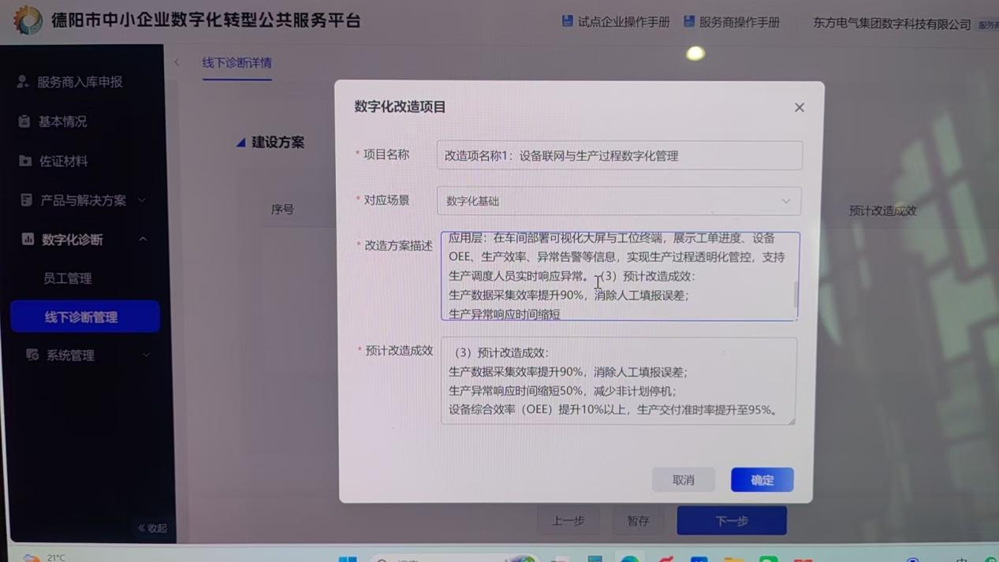 德阳市中小企业数字化转型公共服务平台
试点企业操作手册
服务商操作手册
东方电气集团数字科技有限公司
服务商入库申报
基本情况
佐证材料
产品与解决方案
数字化诊断
员工管理
线下诊断管理
系统管理
收起
线下诊断详情
建设方案
序号
预计改造成效
数字化改造项目
* 项目名称
改造项名称1：设备联网与生产过程数字化管理
* 对应场景
数字化基础
* 改造方案描述
应用层：在车间部署可视化大屏与工位终端，展示工单进度、设备
OEE、生产效率、异常告警等信息，实现生产过程透明化管控，支持
生产调度人员实时响应异常。（3）预计改造成效：
生产数据采集效率提升90%，消除人工填报误差；
生产异常响应时间缩短
* 预计改造成效
（3）预计改造成效：
生产数据采集效率提升90%，消除人工填报误差；
生产异常响应时间缩短50%，减少非计划停机；
设备综合效率（OEE）提升10%以上，生产交付准时率提升至95%。
取消
确定
上一步
暂存
下一步
21°C